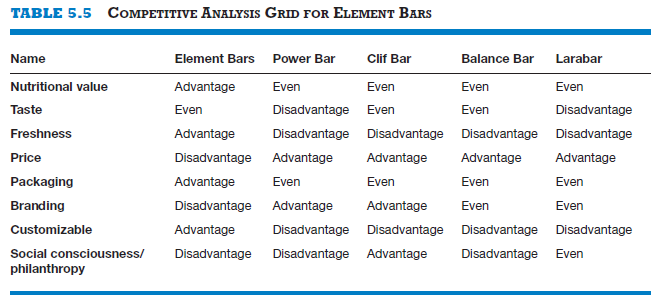 TABLE 5.5 COMPETITIVE ANALYSIS GRID FOR ELEMENT BARS
Name Element Bars Power Bar Clif Bar Balance Bar Larabar
Nutritional value Advantage Even Even Even Even
Taste Even Disadvantage Even Even Disadvantage
Freshness Advantage Disadvantage Disadvantage Disadvantage Disadvantage
Price Disadvantage Advantage Advantage Advantage Advantage
Packaging Advantage Even Even Even Even
Branding Disadvantage Advantage Advantage Even Even
Customizable Advantage Disadvantage Disadvantage Disadvantage Disadvantage
Social consciousness/ Disadvantage Disadvantage Advantage Disadvantage Even
philanthropy